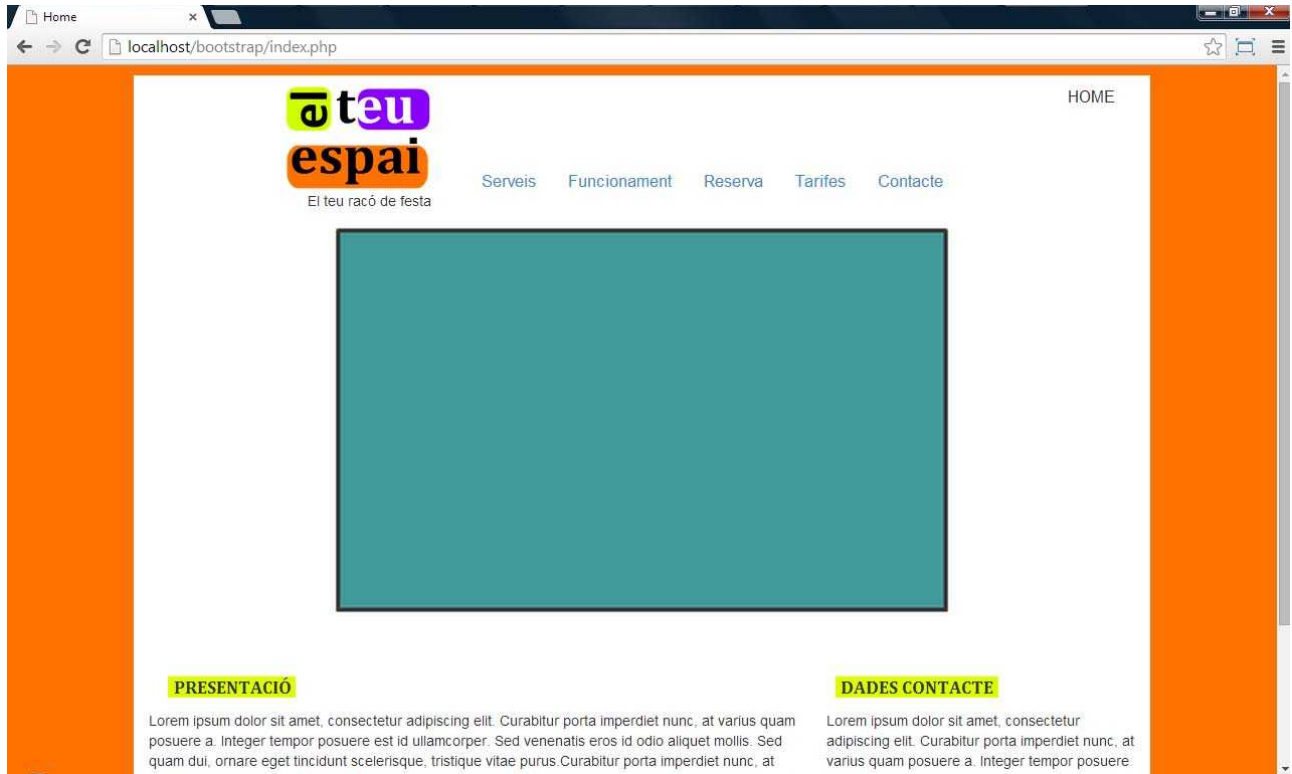 Home
localhost/bootstrap/index.php
HOME
el teu
espai
El teu racó de festa
Serveis Funcionament Reserva Tarifes Contacte
PRESENTACIÓ
Lorem ipsum dolor sit amet, consectetur adipiscing elit. Curabitur porta imperdiet nunc, at varius quam
posuere a. Integer tempor posuere est id ullamcorper. Sed venenatis eros id odio aliquet mollis. Sed
quam dui, ornare eget tincidunt scelerisque, tristique vitae purus.Curabitur porta imperdiet nunc, at
DADES CONTACTE
Lorem ipsum dolor sit amet, consectetur
adipiscing elit. Curabitur porta imperdiet nunc, at
varius quam posuere a. Integer tempor posuere